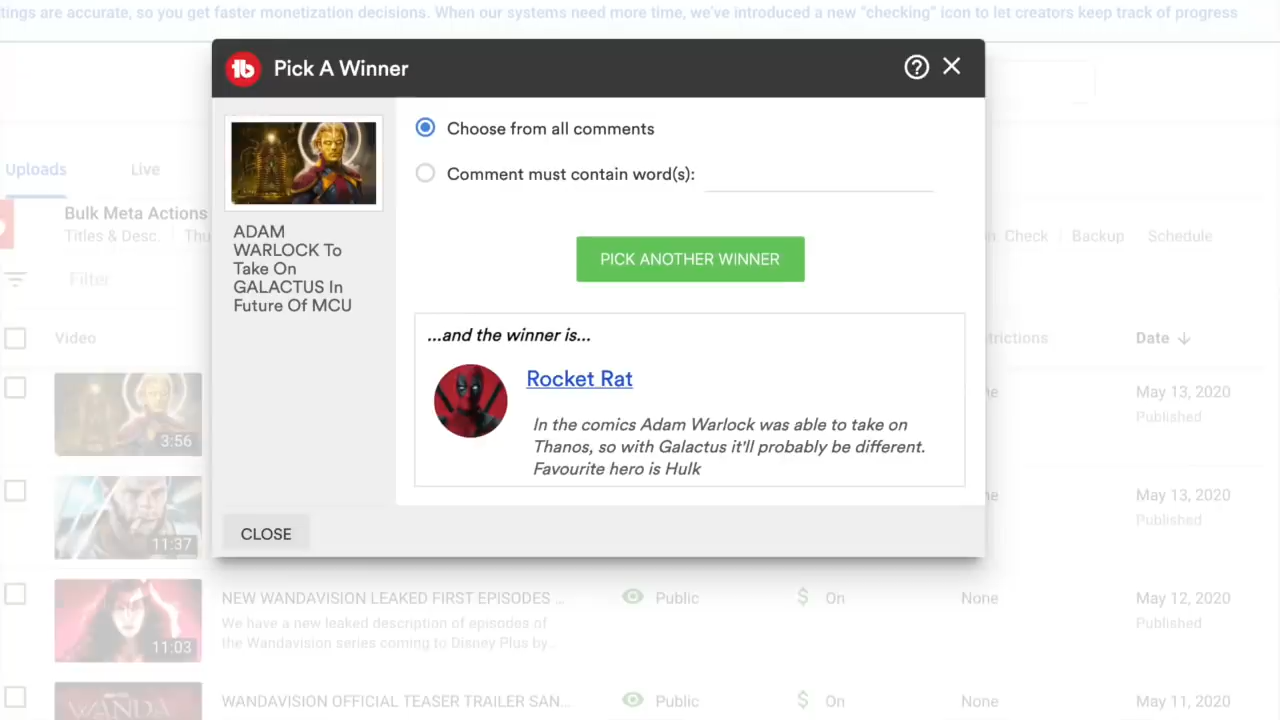 tings are accurate, so you get faster monetization decisions. When our systems need more time, we've introduced a new "checking" icon to let creators keep track of progress
tb Pick A Winner
Choose from all comments
Comment must contain word(s):
PICK ANOTHER WINNER
ADAM
WARLOCK To
Take On
GALACTUS In
Future Of MCU
...and the winner is...
Rocket Rat
In the comics Adam Warlock was able to take on
Thanos, so with Galactus it'll probably be different.
Favourite hero is Hulk
CLOSE
Uploads Live
Bulk Meta Actions
Titles & Desc. Check Backup Schedule
Filter
Video Date
3:56 May 13, 2020
Published
11:37 May 13, 2020
Published
11:03 NEW WANDAVISION LEAKED FIRST EPISODES ... Public $ On None May 12, 2020
We have a new leaked description of episodes of Published
the Wandavision series coming to Disney Plus by...
WANDA WANDAVISION OFFICIAL TEASER TRAILER SAN... Public $ On None May 11, 2020